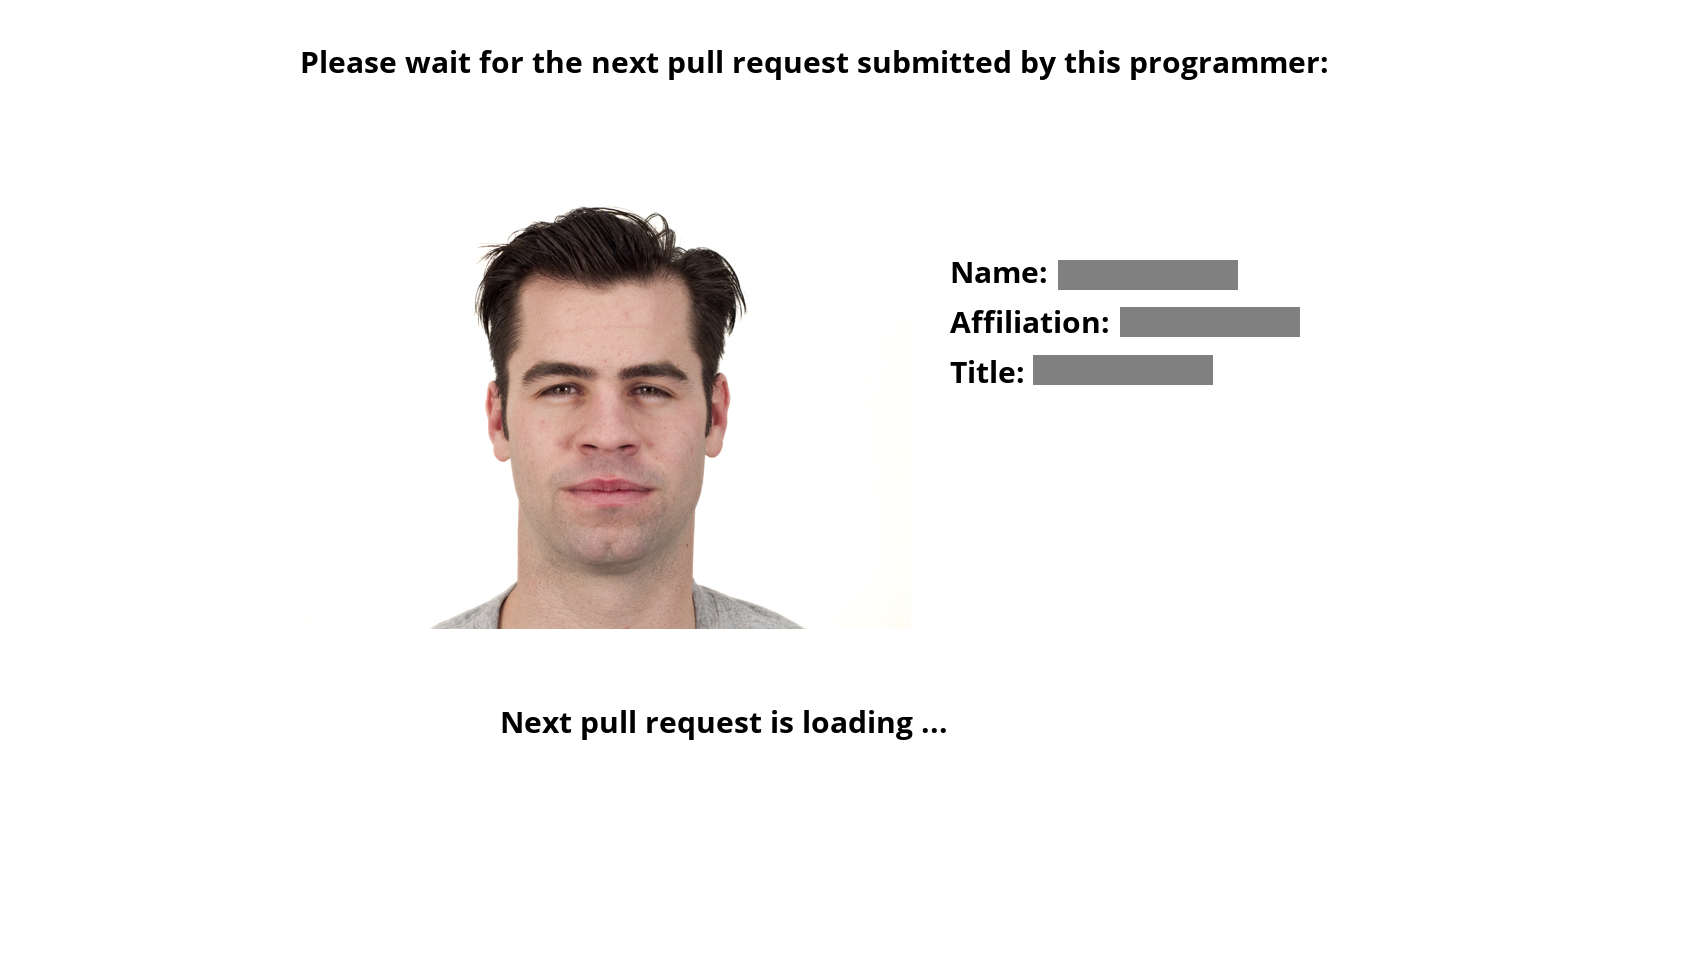 Please wait for the next pull request submitted by this programmer:
Name:
Affiliation:
Title:
Next pull request is loading ...